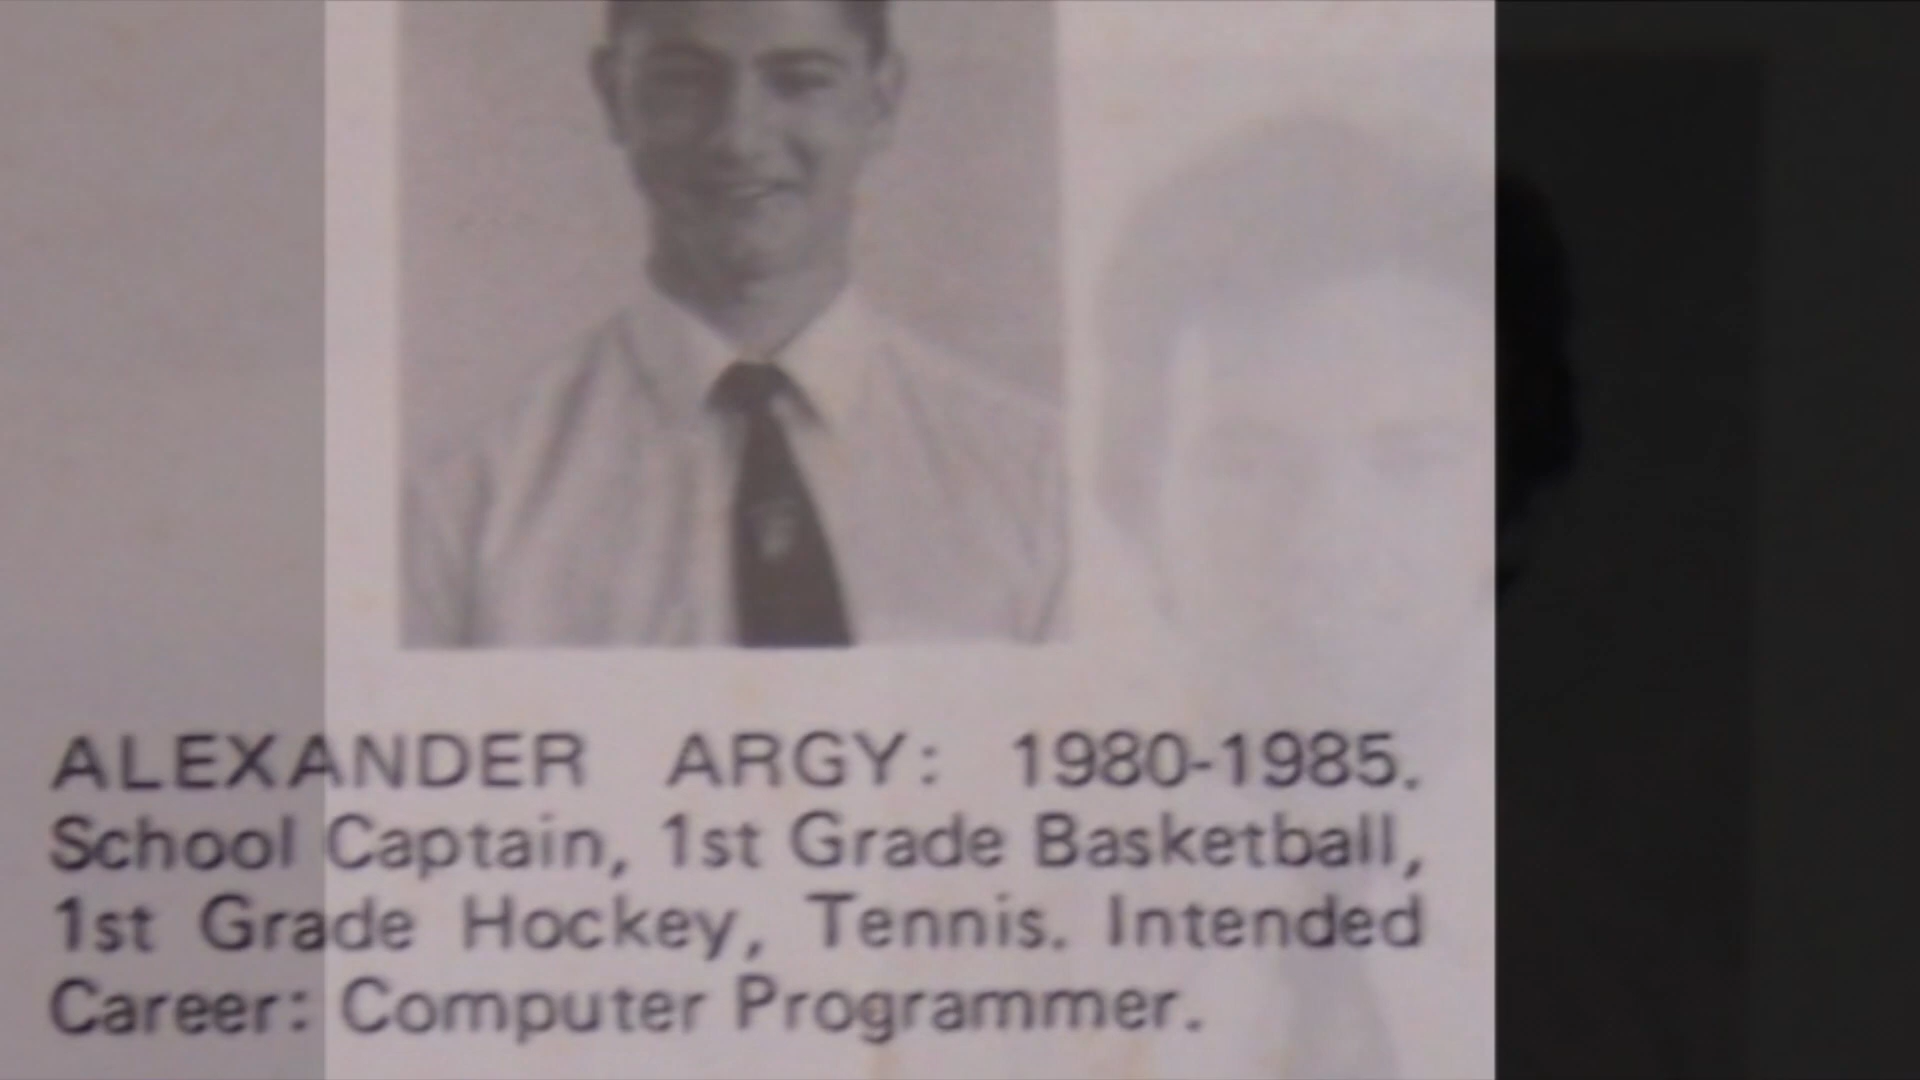 ALEXANDER ARGY: 1980-1985.
School Captain, 1st Grade Basketball,
1st Grade Hockey, Tennis. Intended
Career: Computer Programmer.